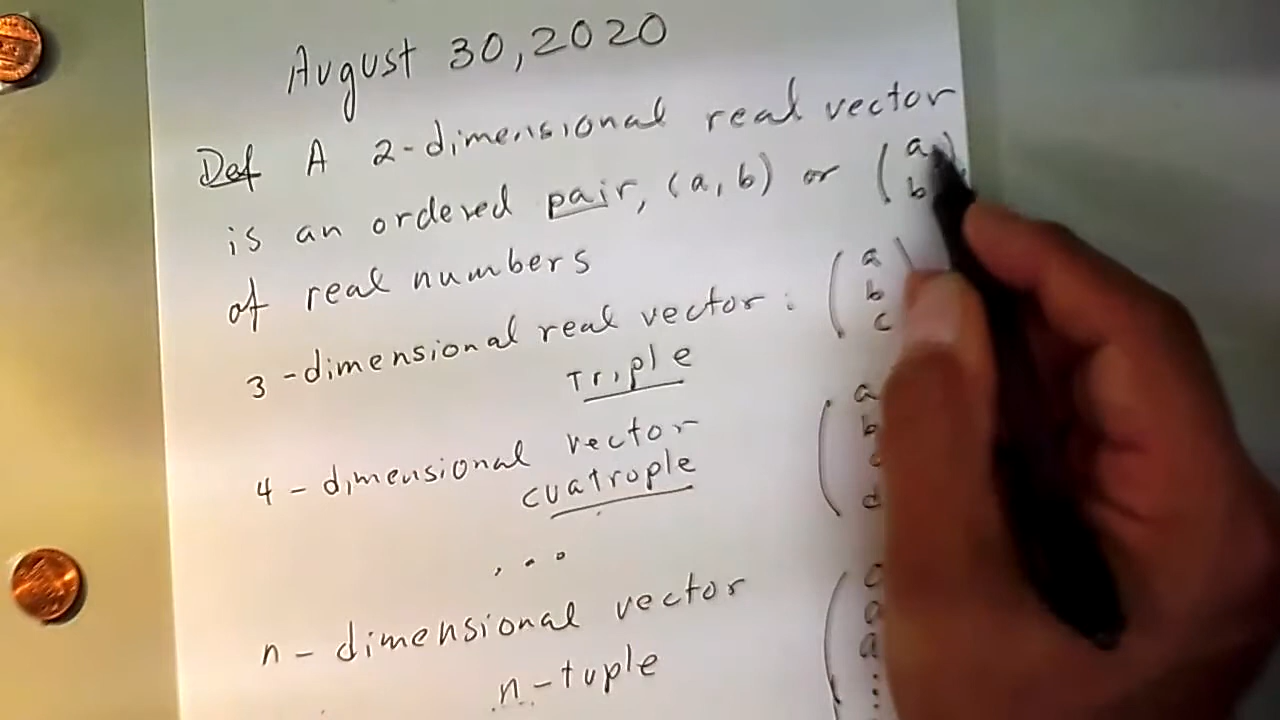 August 30, 2020
Def A 2-dimensional real vector
is an ordered pair, (a, b) or (a
b)
of real numbers
3-dimensional real vector: (a
b
c
Triple
4-dimensional vector (a
b
c
d
cuatrople
...
n-dimensional vector (
a
a
⋮
n-tuple